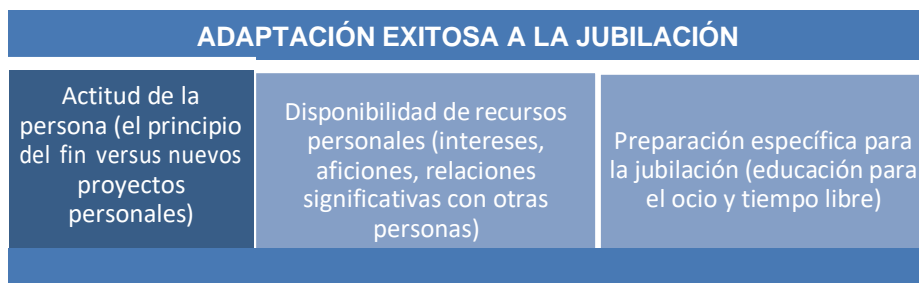 ADAPTACIÓN EXITOSA A LA JUBILACIÓN
Actitud de la
persona (el principio
del fin versus nuevos
proyectos
personales)
Disponibilidad de recursos
personales (intereses,
aficiones, relaciones
significativas con otras
personas)
Preparación específica para
la jubilación (educación para
el ocio y tiempo libre)